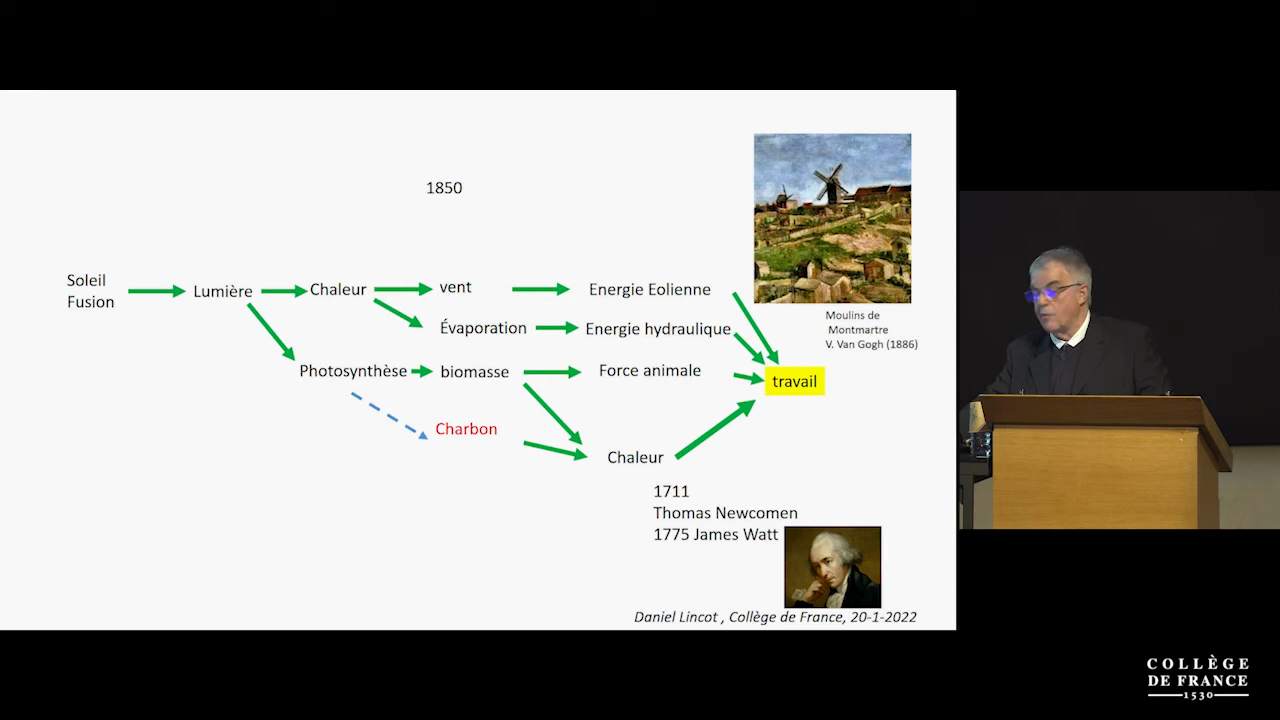 1850
Soleil
Fusion
Lumière
Chaleur
vent
Energie Eolienne
Évaporation
Energie hydraulique
Photosynthèse
biomasse
Force animale
travail
Charbon
Chaleur
Moulins de
Montmartre
V. Van Gogh (1886)
1711
Thomas Newcomen
1775 James Watt
Daniel Lincot , Collège de France, 20-1-2022
COLLÈGE
DE FRANCE
1530